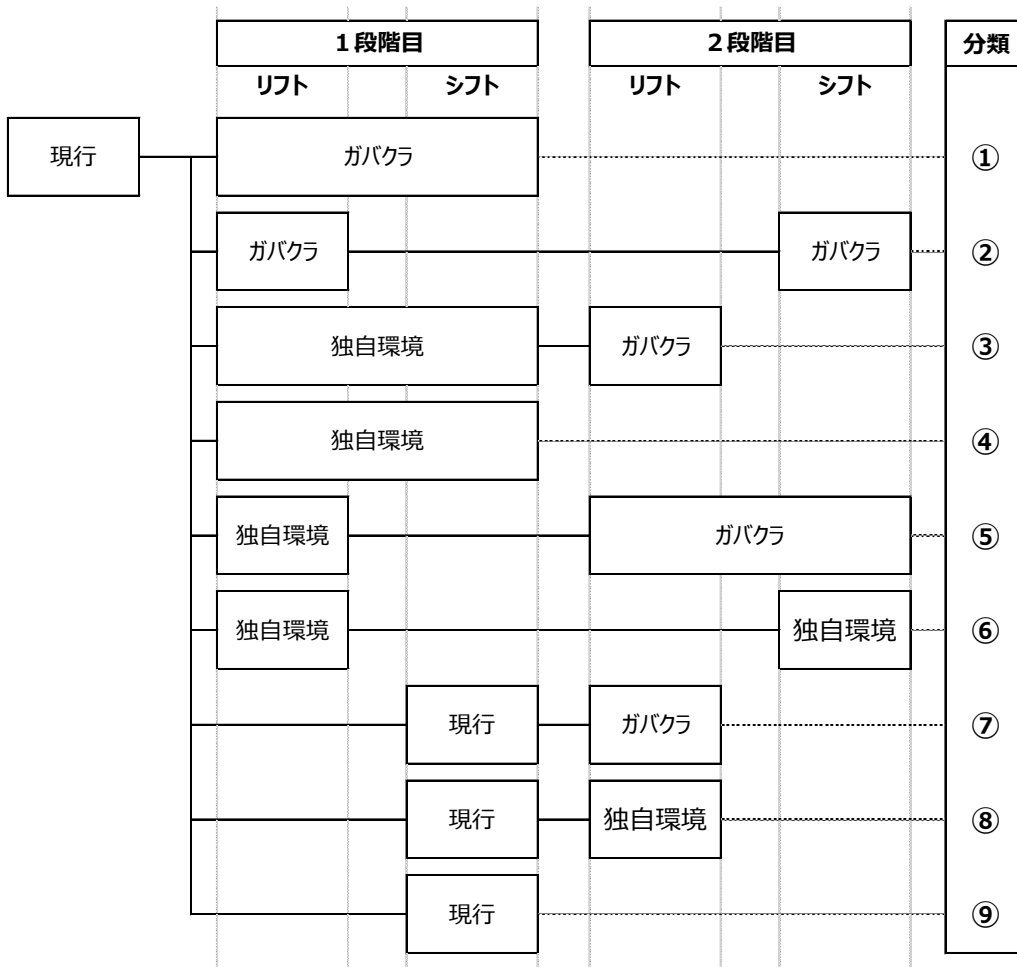 1段階目 2段階目 分類
リフト シフト リフト シフト
現行 ガバクラ ①
ガバクラ ガバクラ ②
独自環境 ガバクラ ③
独自環境 ④
独自環境 ガバクラ ⑤
独自環境 独自環境 ⑥
現行 ガバクラ ⑦
現行 独自環境 ⑧
現行 ⑨